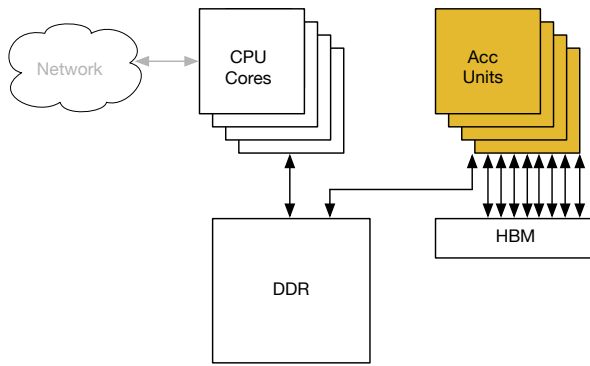 Network
CPU
Cores
Acc
Units
DDR
HBM